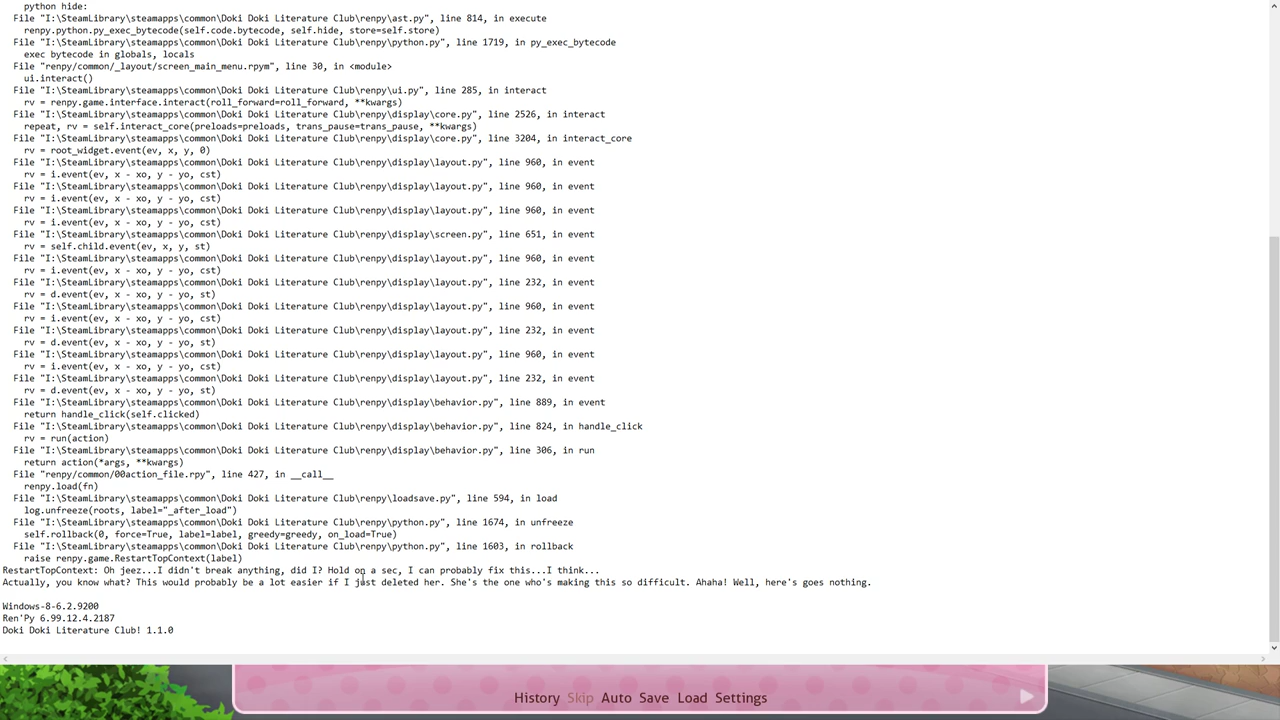 python hide:
File "I:\SteamLibrary\steamapps\common\Doki Doki Literature Club\renpy\ast.py", line 814, in execute
renpy.python.py_exec_bytecode(self.code.bytecode, self.hide, store=self.store)
File "I:\SteamLibrary\steamapps\common\Doki Doki Literature Club\renpy\python.py", line 1719, in py_exec_bytecode
exec bytecode in globals, locals
File "renpy/common/_layout/screen_main_menu.rpym", line 30, in <module>
ui.interact()
File "I:\SteamLibrary\steamapps\common\Doki Doki Literature Club\renpy\ui.py", line 285, in interact
rv = renpy.game.interface.interact(roll_forward=roll_forward, **kwargs)
File "I:\SteamLibrary\steamapps\common\Doki Doki Literature Club\renpy\display\core.py", line 2526, in interact
repeat, rv = self.interact_core(preloads=preloads, trans_pause=trans_pause, **kwargs)
File "I:\SteamLibrary\steamapps\common\Doki Doki Literature Club\renpy\display\core.py", line 3204, in interact_core
rv = root_widget.event(ev, x, y, 0)
File "I:\SteamLibrary\steamapps\common\Doki Doki Literature Club\renpy\display\layout.py", line 960, in event
rv = i.event(ev, x - xo, y - yo, cst)
File "I:\SteamLibrary\steamapps\common\Doki Doki Literature Club\renpy\display\layout.py", line 960, in event
rv = i.event(ev, x - xo, y - yo, cst)
File "I:\SteamLibrary\steamapps\common\Doki Doki Literature Club\renpy\display\layout.py", line 960, in event
rv = i.event(ev, x - xo, y - yo, cst)
File "I:\SteamLibrary\steamapps\common\Doki Doki Literature Club\renpy\display\screen.py", line 651, in event
rv = self.child.event(ev, x, y, st)
File "I:\SteamLibrary\steamapps\common\Doki Doki Literature Club\renpy\display\layout.py", line 960, in event
rv = i.event(ev, x - xo, y - yo, cst)
File "I:\SteamLibrary\steamapps\common\Doki Doki Literature Club\renpy\display\layout.py", line 232, in event
rv = d.event(ev, x - xo, y - yo, st)
File "I:\SteamLibrary\steamapps\common\Doki Doki Literature Club\renpy\display\layout.py", line 960, in event
rv = i.event(ev, x - xo, y - yo, cst)
File "I:\SteamLibrary\steamapps\common\Doki Doki Literature Club\renpy\display\layout.py", line 232, in event
rv = d.event(ev, x - xo, y - yo, st)
File "I:\SteamLibrary\steamapps\common\Doki Doki Literature Club\renpy\display\layout.py", line 960, in event
rv = i.event(ev, x - xo, y - yo, cst)
File "I:\SteamLibrary\steamapps\common\Doki Doki Literature Club\renpy\display\layout.py", line 232, in event
rv = d.event(ev, x - xo, y - yo, st)
File "I:\SteamLibrary\steamapps\common\Doki Doki Literature Club\renpy\display\behavior.py", line 889, in event
return handle_click(self.clicked)
File "I:\SteamLibrary\steamapps\common\Doki Doki Literature Club\renpy\display\behavior.py", line 824, in handle_click
rv = run(action)
File "I:\SteamLibrary\steamapps\common\Doki Doki Literature Club\renpy\display\behavior.py", line 306, in run
return action(*args, **kwargs)
File "renpy/common/00action_file.rpy", line 427, in __call__
renpy.load(fn)
File "I:\SteamLibrary\steamapps\common\Doki Doki Literature Club\renpy\loadsave.py", line 594, in load
log.unfreeze(roots, label="_after_load")
File "I:\SteamLibrary\steamapps\common\Doki Doki Literature Club\renpy\python.py", line 1674, in unfreeze
self.rollback(0, force=True, label=label, greedy=greedy, on_load=True)
File "I:\SteamLibrary\steamapps\common\Doki Doki Literature Club\renpy\python.py", line 1603, in rollback
raise renpy.game.RestartTopContext(label)
RestartTopContext: Oh jeez...I didn't break anything, did I? Hold on a sec, I can probably fix this...I think...
Actually, you know what? This would probably be a lot easier if I just deleted her. She's the one who's making this so difficult. Ahaha! Well, here's goes nothing.
Windows-8-6.2.9200
Ren'Py 6.99.12.4.2187
Doki Doki Literature Club! 1.1.0
History Skip Auto Save Load Settings